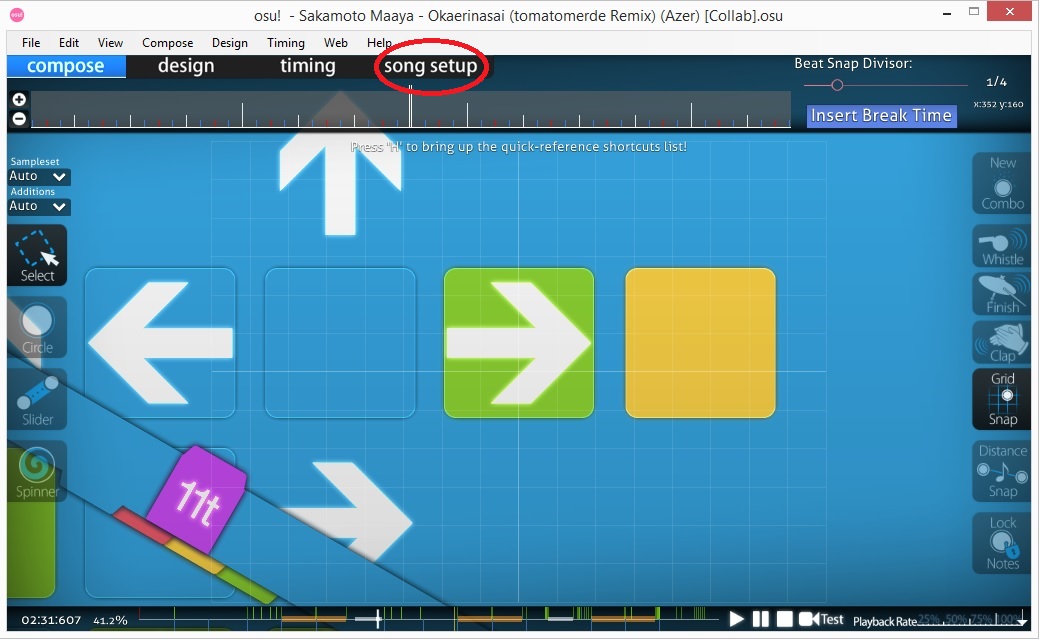 osu!
osu! - Sakamoto Maaya - Okaerinasai (tomatomerde Remix) (Azer) [Collab].osu
File Edit View Compose Design Timing Web Help
compose design timing song setup
Beat Snap Divisor:
1/4
x:352 y:160
Insert Break Time
Press 'H' to bring up the quick-reference shortcuts list!
Sampleset
Auto
Additions
Auto
Select
Circle
Slider
Spinner
11t
New
Combo
Whistle
Finish
Clap
Grid
Snap
Distance
Snap
Lock
Notes
1
02:31:607 41.2%
Test Playback Rate 25% 50% 75% 100%